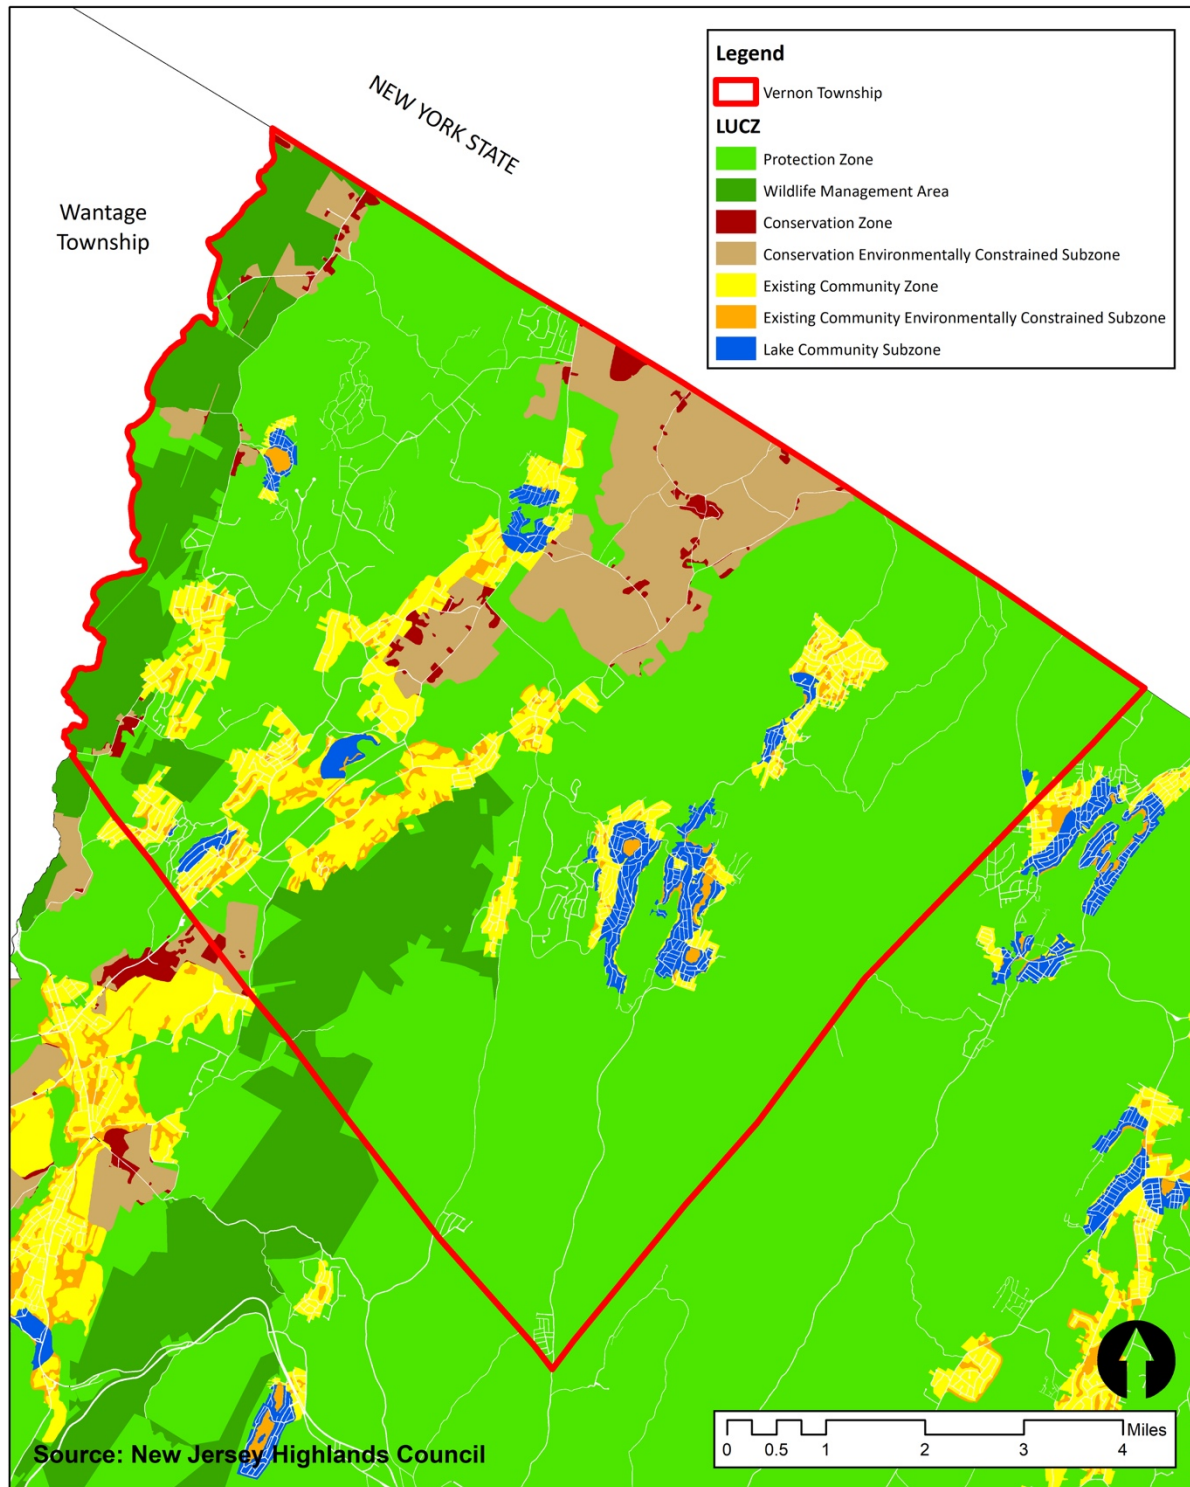 NEW YORK STATE
Wantage
Township
Legend
Vernon Township
LUCZ
Protection Zone
Wildlife Management Area
Conservation Zone
Conservation Environmentally Constrained Subzone
Existing Community Zone
Existing Community Environmentally Constrained Subzone
Lake Community Subzone
Miles
0 0.5 1 2 3 4
Source: New Jersey Highlands Council